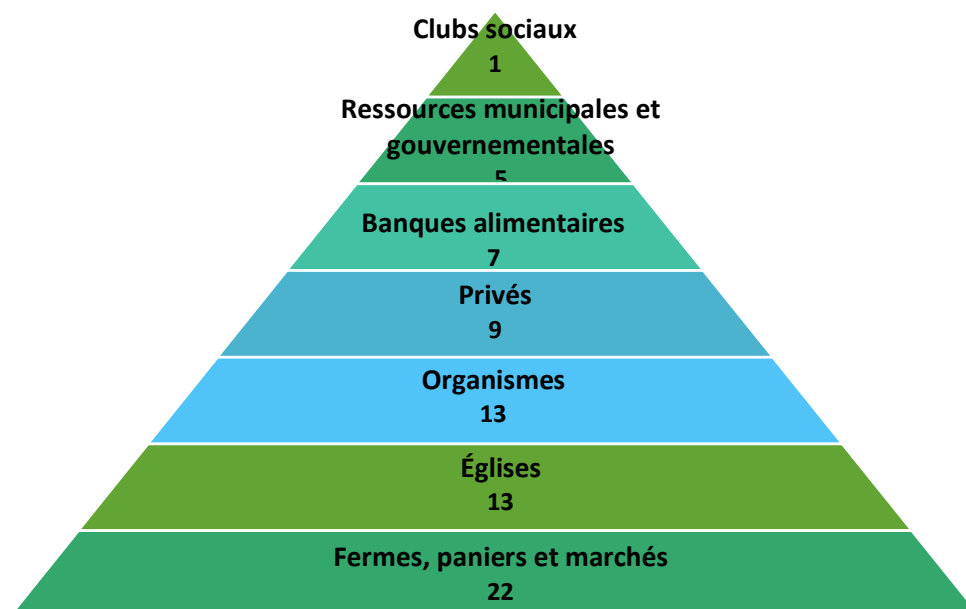 Clubs sociaux
1
Ressources municipales et
gouvernementales
5
Banques alimentaires
7
Privés
9
Organismes
13
Églises
13
Fermes, paniers et marchés
22